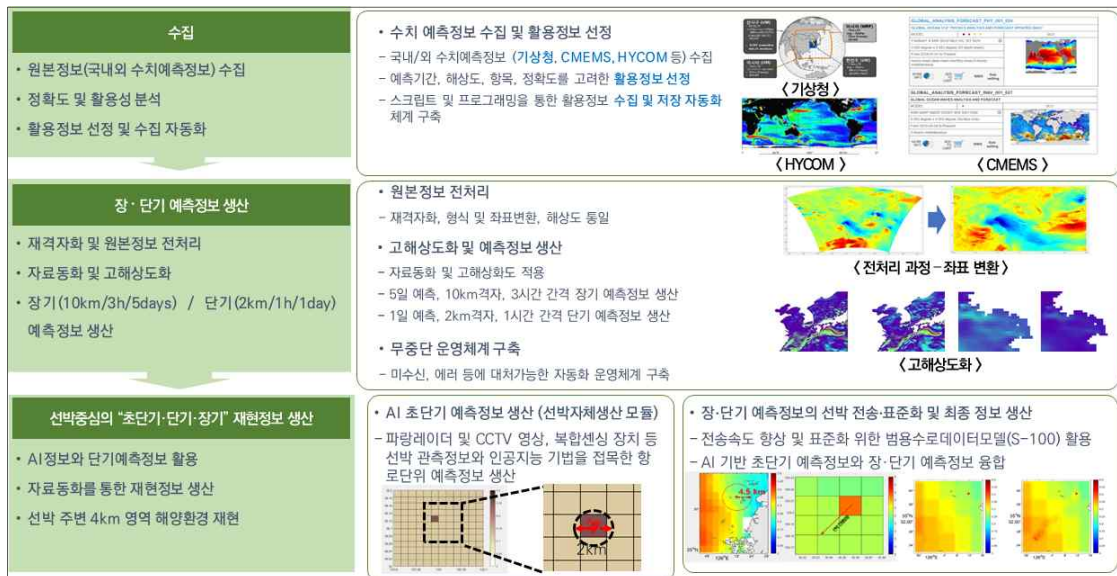 수집
• 원본정보(국내외 수치예측정보) 수집
• 정확도 및 활용성 분석
• 활용정보 선정 및 수집 자동화
• 수치 예측정보 수집 및 활용정보 선정
- 국내/외 수치예측정보 (기상청, CMEMS, HYCOM 등) 수집
- 예측기간, 해상도, 항목, 정확도를 고려한 활용정보 선정
- 스크립트 및 프로그래밍을 통한 활용정보 수집 및 저장 자동화
체계 구축
〈 기상청 〉
〈 HYCOM 〉
GLOBAL_ANALYSIS_FORECAST_PHY_001_024
GLOBAL_ANALYSIS_FORECAST_WAV_001_027
GLOBAL OCEAN WAVES ANALYSIS AND FORECAST
〈 CMEMS 〉
장 · 단기 예측정보 생산
• 재격자화 및 원본정보 전처리
• 자료동화 및 고해상도화
• 장기(10km/3h/5days) / 단기(2km/1h/1day)
예측정보 생산
• 원본정보 전처리
- 재격자화, 형식 및 좌표변환, 해상도 통일
• 고해상도화 및 예측정보 생산
- 자료동화 및 고해상화도 적용
- 5일 예측, 10km격자, 3시간 간격 장기 예측정보 생산
- 1일 예측, 2km격자, 1시간 간격 단기 예측정보 생산
• 무중단 운영체계 구축
- 미수신, 에러 등에 대처가능한 자동화 운영체계 구축
〈 전처리 과정 – 좌표 변환 〉
〈 고해상도화 〉
선박중심의 “초단기·단기·장기” 재현정보 생산
• AI정보와 단기예측정보 활용
• 자료동화를 통한 재현정보 생산
• 선박 주변 4km 영역 해양환경 재현
• AI 초단기 예측정보 생산 (선박자체생산 모듈)
- 파랑레이더 및 CCTV 영상, 복합센싱 장치 등
선박 관측정보와 인공지능 기법을 접목한 항
로단위 예측정보 생산
2km
• 장·단기 예측정보의 선박 전송·표준화 및 최종 정보 생산
- 전송속도 향상 및 표준화 위한 범용수로데이터모델(S-100) 활용
- AI 기반 초단기 예측정보와 장·단기 예측정보 융합
4.5 km